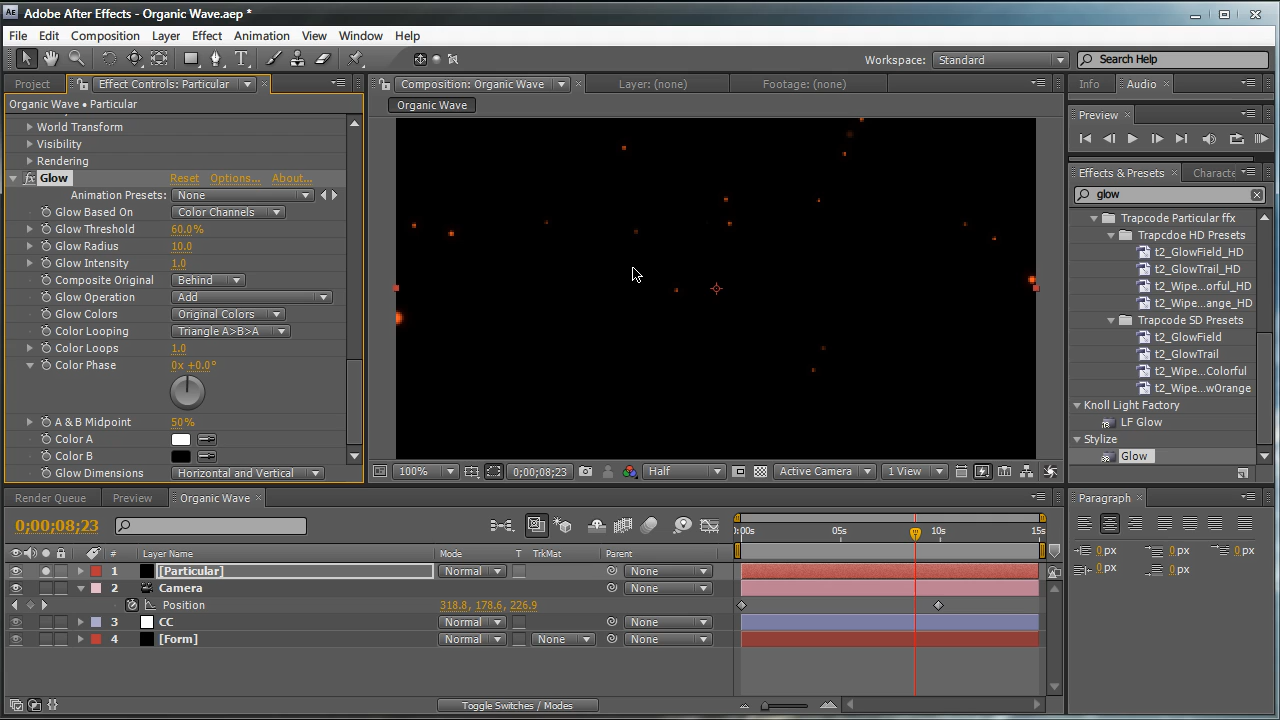 Adobe After Effects - Organic Wave.aep *
File Edit Composition Layer Effect Animation View Window Help
Workspace: Standard Search Help
Project Effect Controls: Particular Composition: Organic Wave Layer: (none) Footage: (none) Info Audio
Organic Wave • Particular
Organic Wave
World Transform
Visibility
Rendering
Glow Reset Options... About...
Animation Presets: None
Glow Based On Color Channels
Glow Threshold 60.0%
Glow Radius 10.0
Glow Intensity 1.0
Composite Original Behind
Glow Operation Add
Glow Colors Original Colors
Color Looping Triangle A>B>A
Color Loops 1.0
Color Phase 0x +0.0°
A & B Midpoint 50%
Color A
Color B
Glow Dimensions Horizontal and Vertical
100% 0;00;08;23 Half Active Camera 1 View
Preview
Effects & Presets Characte
glow
Trapcode Particular ffx
Trapcdoe HD Presets
t2_GlowField_HD
t2_GlowTrail_HD
t2_Wipe...orful_HD
t2_Wipe...ange_HD
Trapcode SD Presets
t2_GlowField
t2_GlowTrail
t2_Wipe...Colorful
t2_Wipe...wOrange
Knoll Light Factory
LF Glow
Stylize
Glow
Render Queue Preview Organic Wave
0;00;08;23
:00s 05s 10s 15s
# Layer Name Mode T TrkMat Parent
1 [Particular] Normal None
2 Camera None
Position 318.8, 178.6, 226.9
3 CC Normal None
4 [Form] Normal None None
Toggle Switches / Modes
Paragraph
0 px 0 px 0 px
0 px 0 px